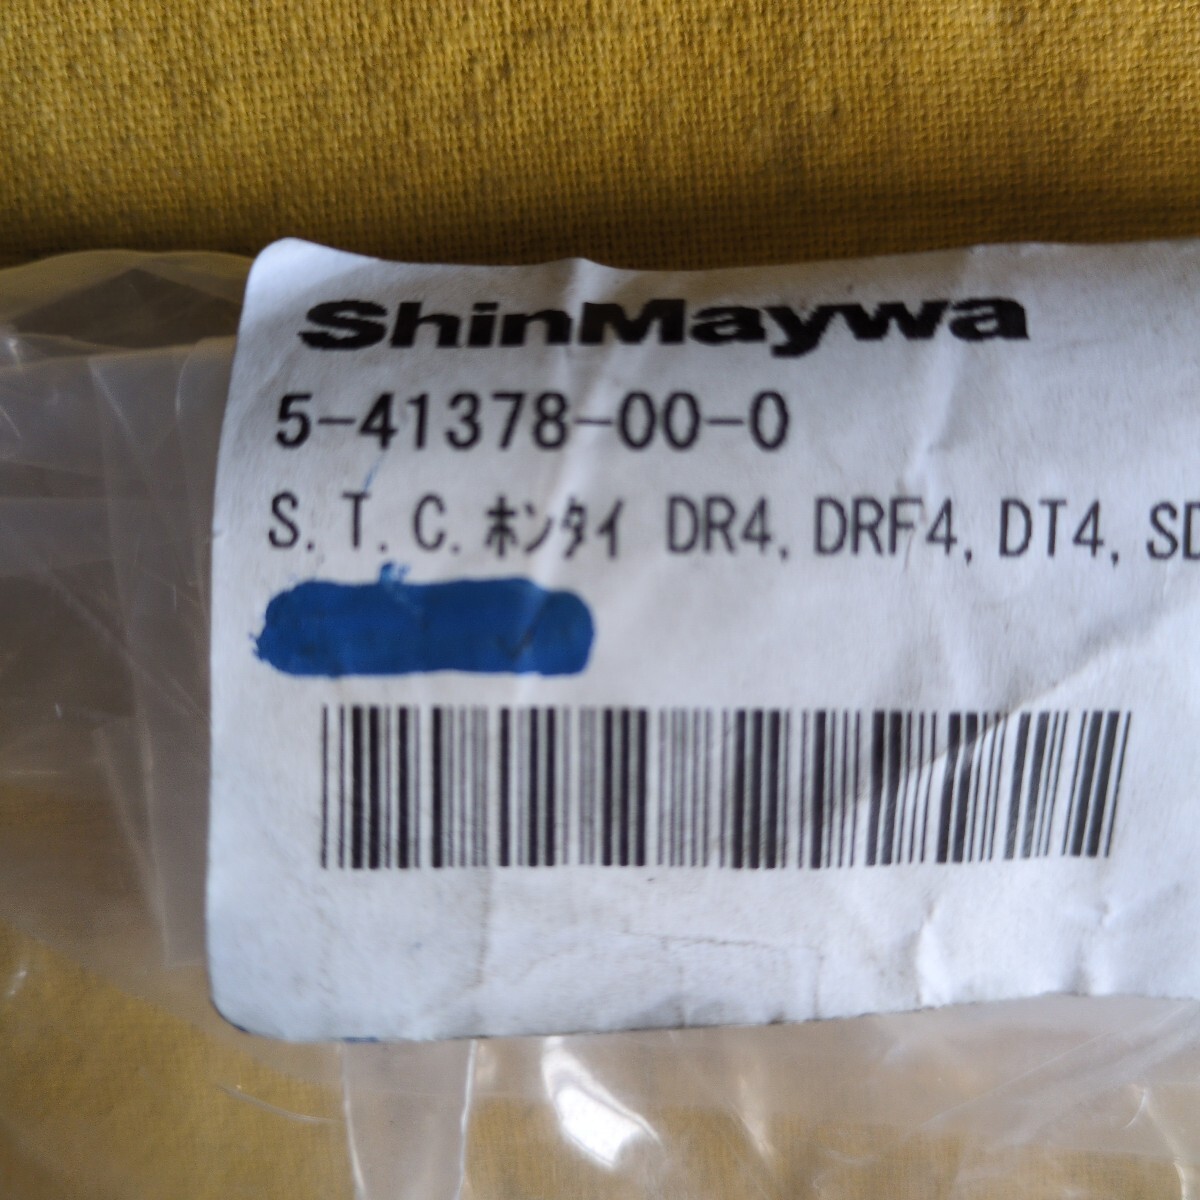 ShinMaywa
5-41378-00-0
S.T.C.ﾎﾝﾀｲ DR4,DRF4,DT4,SD